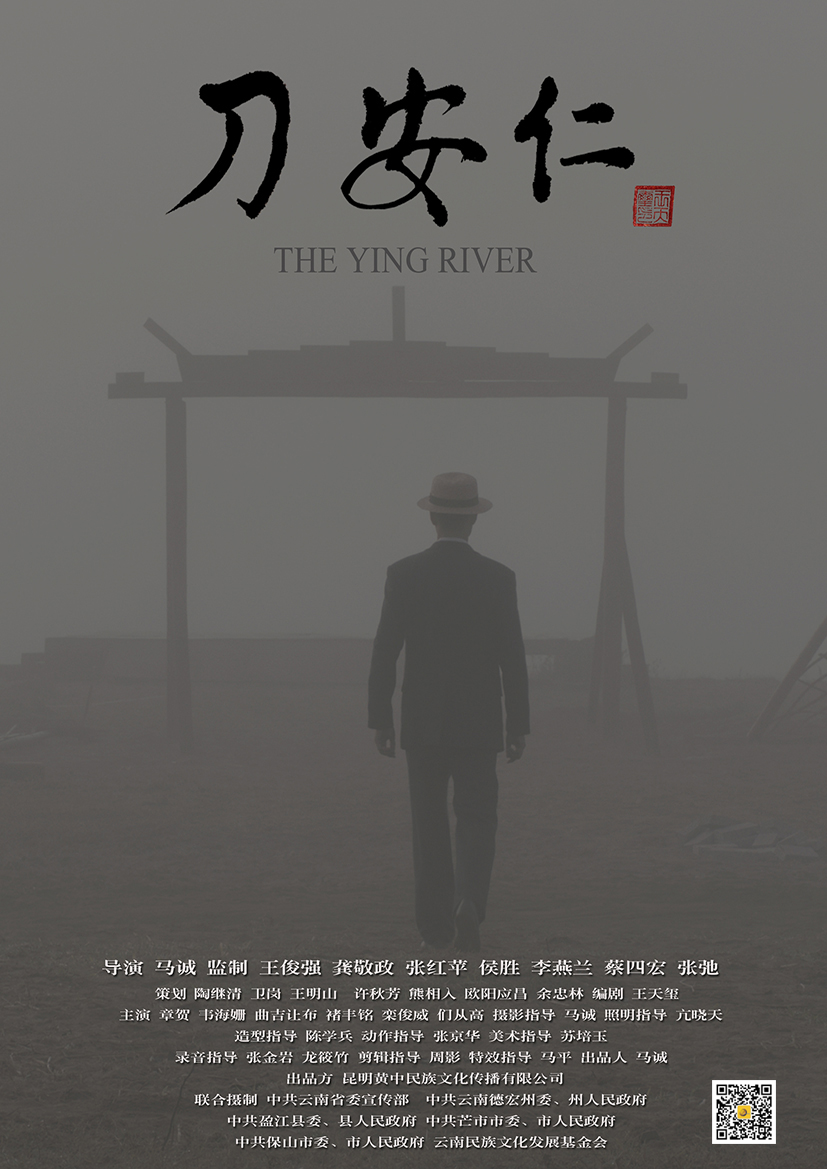 刀安仁
THE YING RIVER
导演 马诚 监制 王俊强 龚敬政 张红苹 侯胜 李燕兰 蔡四宏 张弛
策划 陶继清 卫岗 王明山 许秋芳 熊相入 欧阳应昌 余忠林 编剧 王天玺
主演 章贺 韦海姗 曲吉让布 褚丰铭 栾俊威 们从高 摄影指导 马诚 照明指导 亢晓天
造型指导 陈学兵 动作指导 张京华 美术指导 苏培玉
录音指导 张金岩 龙筱竹 剪辑指导 周影 特效指导 马平 出品人 马诚
出品方 昆明黄中民族文化传播有限公司
联合摄制 中共云南省委宣传部 中共云南德宏州委、州人民政府
中共盈江县委、县人民政府 中共芒市市委、市人民政府
中共保山市委、市人民政府 云南民族文化发展基金会